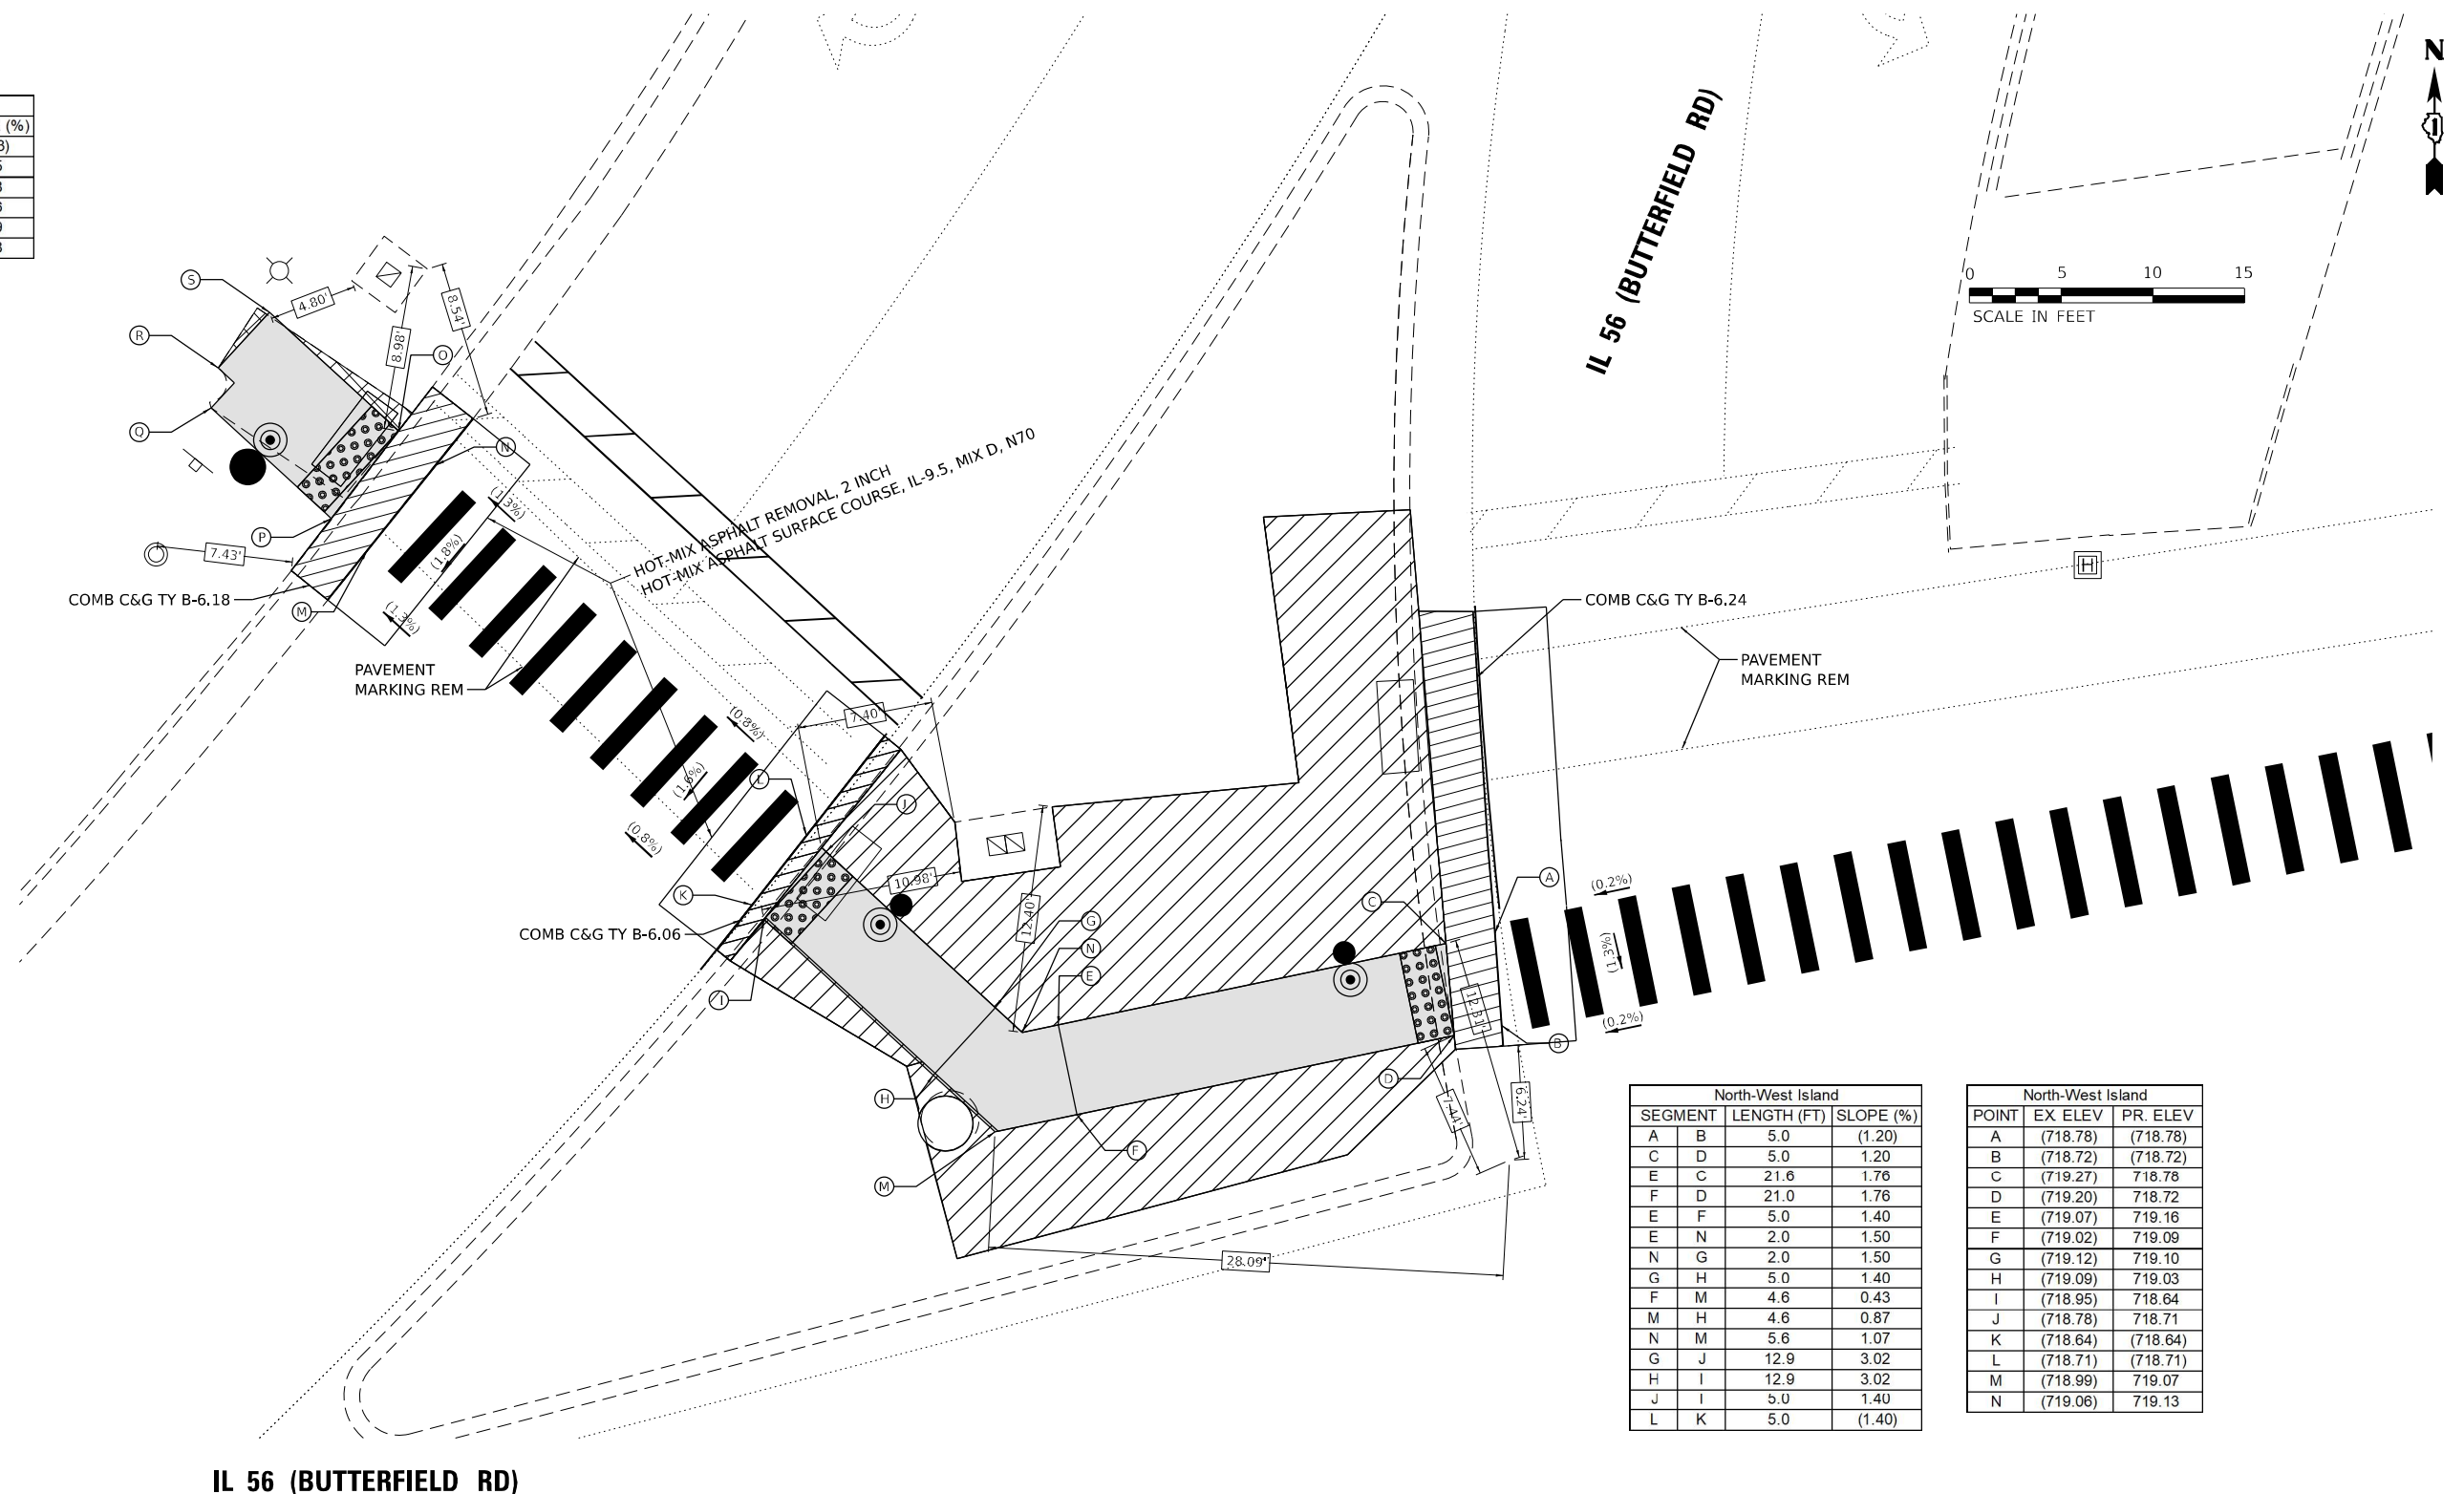 N
1
(%)
IL 56 (BUTTERFIELD RD)
0 5 10 15
SCALE IN FEET
S
4.80'
8.54'
R
8.98'
O
Q
N
HOT-MIX ASPHALT REMOVAL, 2 INCH
HOT-MIX ASPHALT SURFACE COURSE, IL-9.5, MIX D, N70
(1.3%)
P
(1.8%)
7.43'
H
COMB C&G TY B-6.18
M
(1.3%)
COMB C&G TY B-6.24
PAVEMENT
MARKING REM
PAVEMENT
MARKING REM
(0.8%)
7.40'
L
(1.6%)
J
(0.8%)
10.98'
K
A
(0.2%)
C
12.40'
G
COMB C&G TY B-6.06
N
(1.3%)
E
I
12.31'
(0.2%)
B
D
H
7.44'
6.24'
F
M
28.09'
North-West Island
SEGMENT LENGTH (FT) SLOPE (%)
A B 5.0 (1.20)
C D 5.0 1.20
E C 21.6 1.76
F D 21.0 1.76
E F 5.0 1.40
E N 2.0 1.50
N G 2.0 1.50
G H 5.0 1.40
F M 4.6 0.43
M H 4.6 0.87
N M 5.6 1.07
G J 12.9 3.02
H I 12.9 3.02
J I 5.0 1.40
L K 5.0 (1.40)
North-West Island
POINT EX. ELEV PR. ELEV
A (718.78) (718.78)
B (718.72) (718.72)
C (719.27) 718.78
D (719.20) 718.72
E (719.07) 719.16
F (719.02) 719.09
G (719.12) 719.10
H (719.09) 719.03
I (718.95) 718.64
J (718.78) 718.71
K (718.64) (718.64)
L (718.71) (718.71)
M (718.99) 719.07
N (719.06) 719.13
IL 56 (BUTTERFIELD RD)